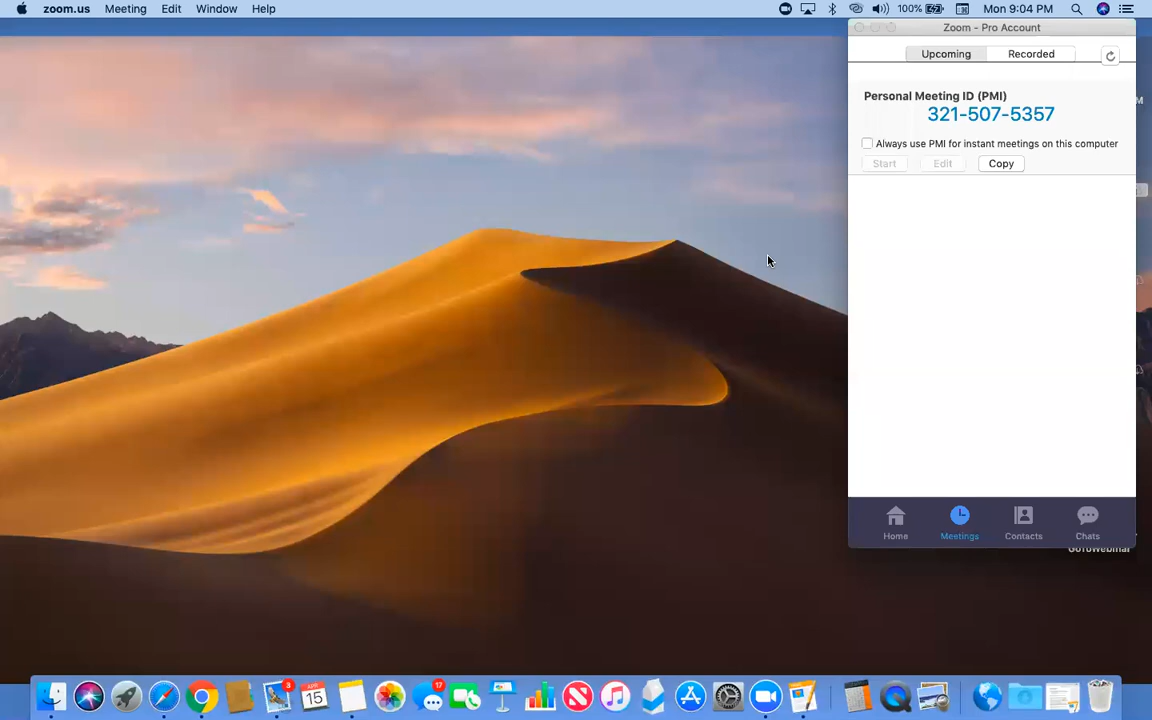 zoom.us Meeting Edit Window Help 100% Mon 9:04 PM
Zoom - Pro Account
Upcoming Recorded
Personal Meeting ID (PMI)
321-507-5357
Always use PMI for instant meetings on this computer
Start Edit Copy
Home Meetings Contacts Chats
GoToWebinar
3 APR 15 17